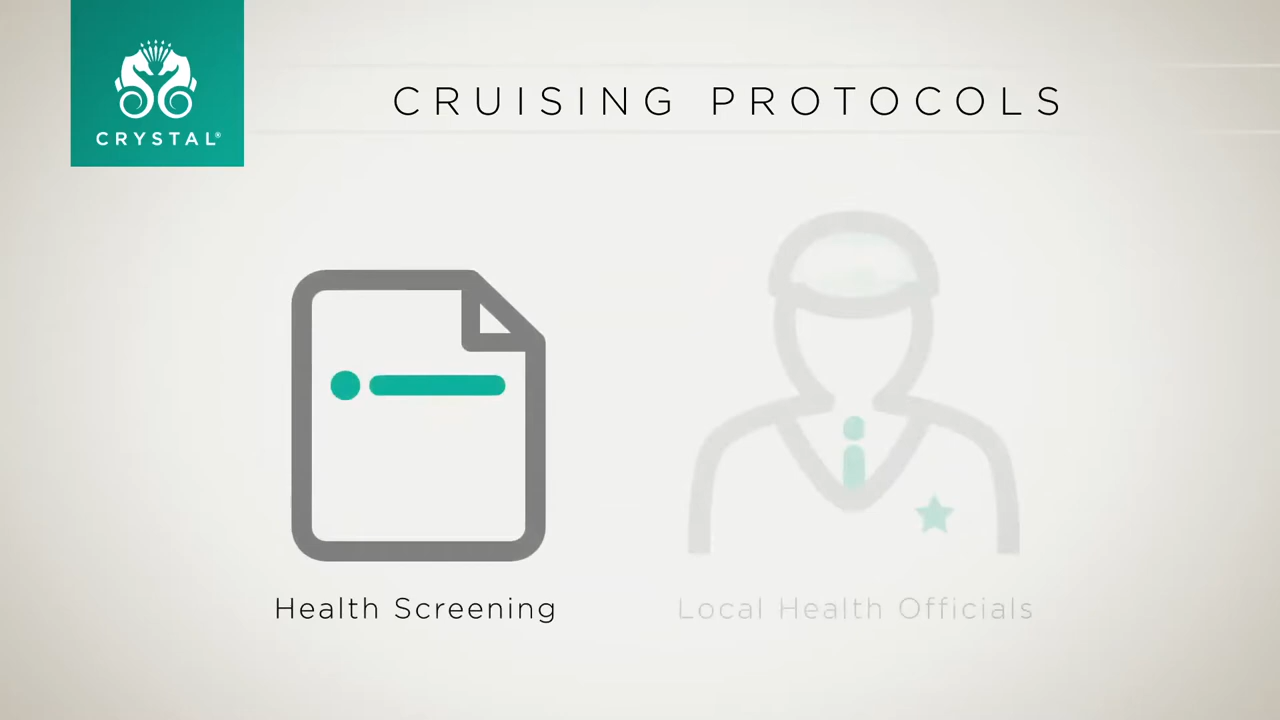 CRYSTAL®
CRUISING PROTOCOLS
Health Screening
Local Health Officials